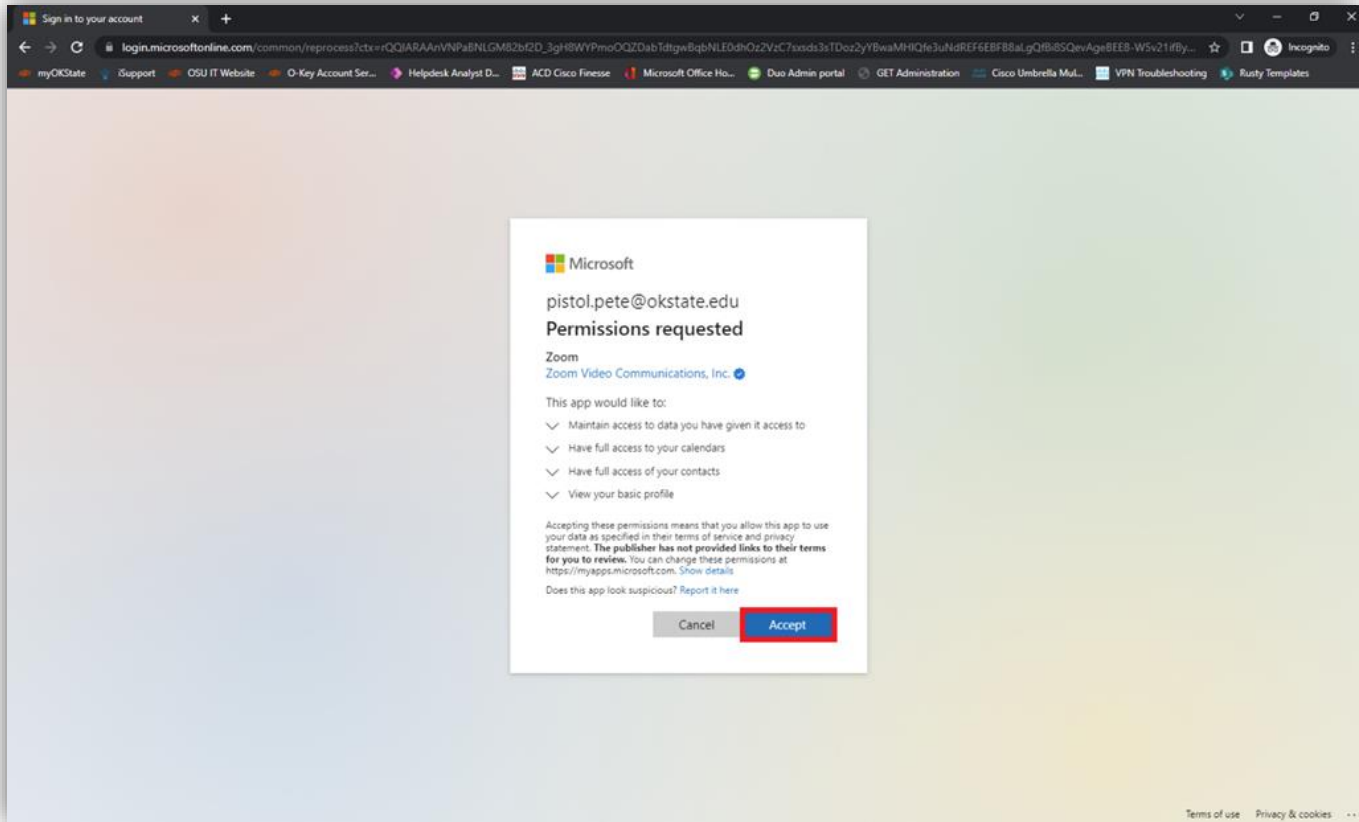 Sign in to your account
login.microsoftonline.com/common/reprocess?ctx=
Incognito
myOKState iSupport OSU IT Website O-Key Account Ser... Helpdesk Analyst D... ACD Cisco Finesse Microsoft Office Ho... Duo Admin portal GET Administration Cisco Umbrella Mul... VPN Troubleshooting Rusty Templates
Microsoft
pistol.pete@okstate.edu
Permissions requested
Zoom
Zoom Video Communications, Inc.
This app would like to:
Maintain access to data you have given it access to
Have full access to your calendars
Have full access of your contacts
View your basic profile
Accepting these permissions means that you allow this app to use
your data as specified in their terms of service and privacy
statement. The publisher has not provided links to their terms
for you to review. You can change these permissions at
https://myapps.microsoft.com. Show details
Does this app look suspicious? Report it here
Cancel Accept
Terms of use Privacy & cookies